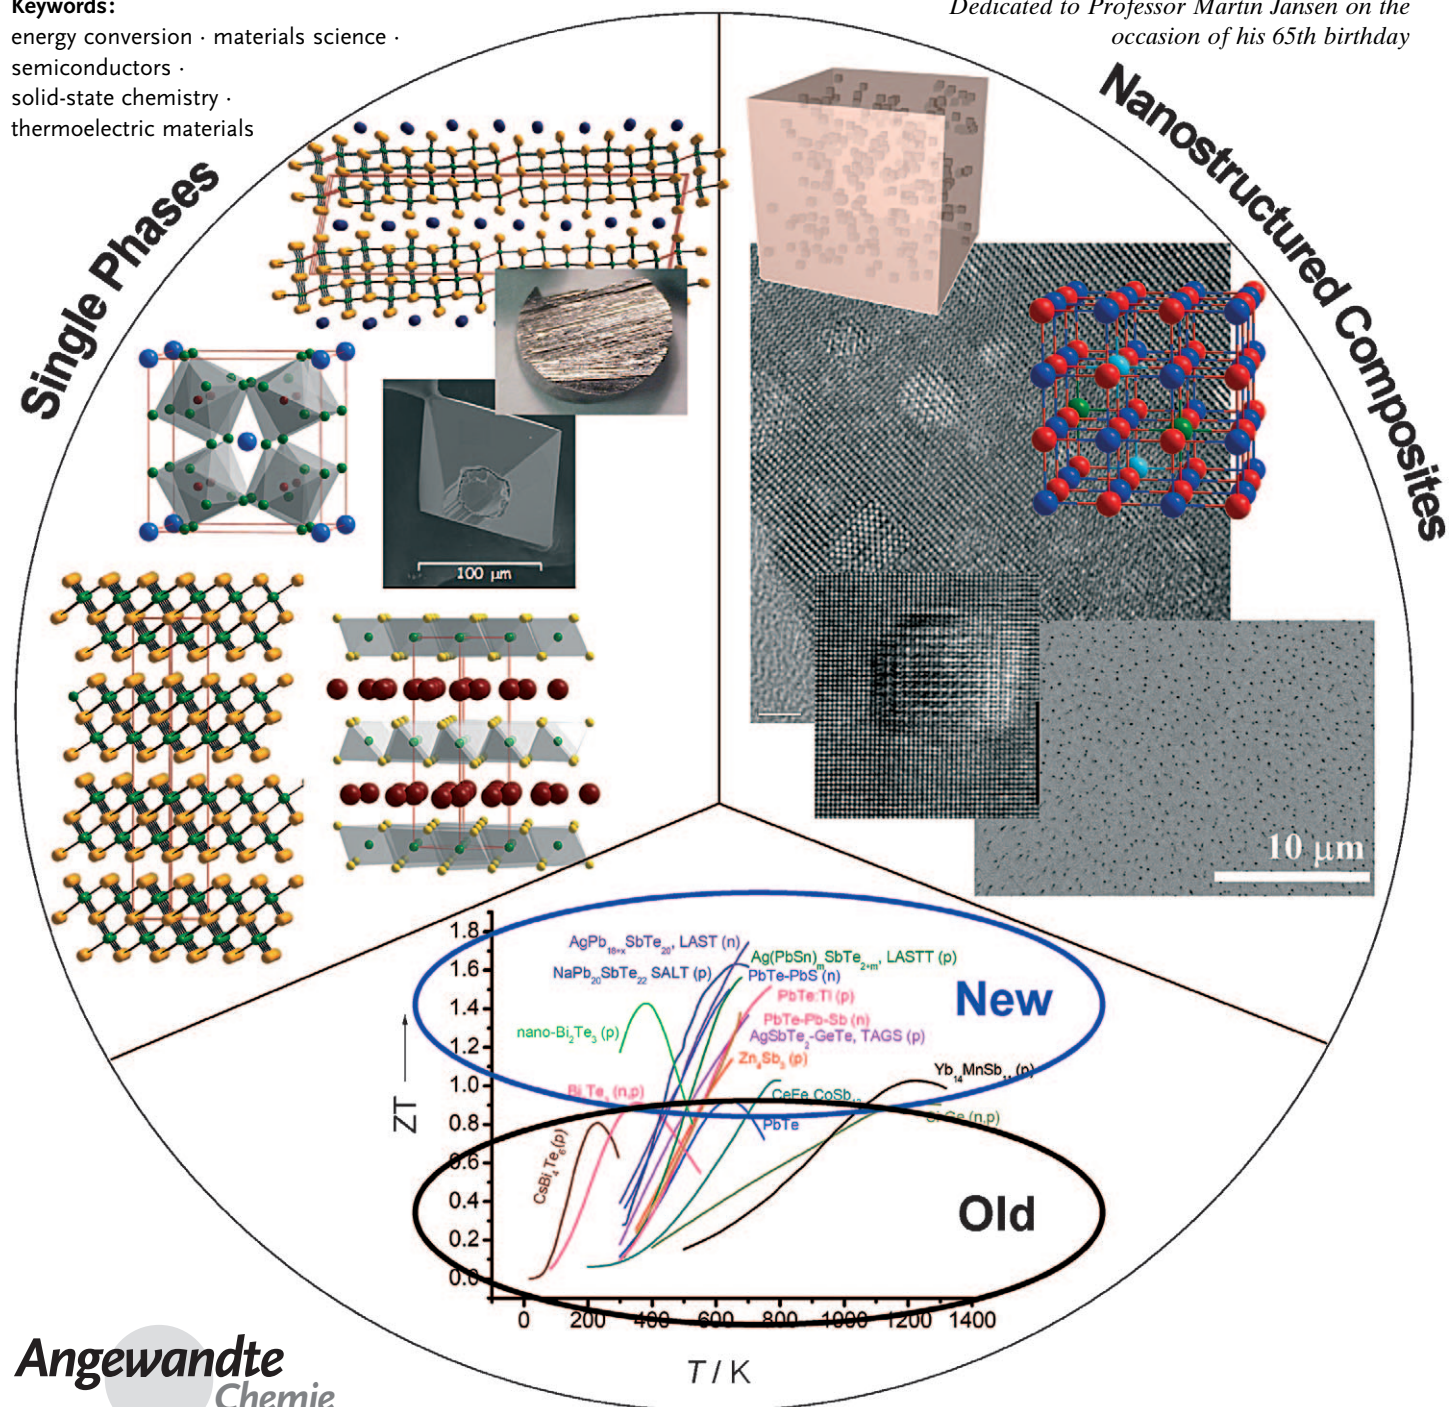 Keywords:
energy conversion · materials science ·
semiconductors ·
solid-state chemistry ·
thermoelectric materials
Dedicated to Professor Martin Jansen on the
occasion of his 65th birthday
Single Phases
Nanostructured Composites
100 μm
10 μm
AgPb₁₈₊ₓSbTe₂₀, LAST (n)
NaPb₂₀SbTe₂₂ SALT (p)
Ag(PbSn)ₘSbTe₂₊ₘ, LASTT (p)
PbTe-PbS (n)
PbTe:Tl (p)
PbTe-Pb-Sb (n)
AgSbTe₂-GeTe, TAGS (p)
Zn₄Sb₃ (p)
nano-Bi₂Te₃ (p)
Bi₂Te₃ (n,p)
CeFe₄CoSb₁₂
Yb₁₄MnSb₁₁ (p)
Si-Ge (n,p)
PbTe
CsBi₄Te₆(p)
New
Old
ZT
1.8
1.6
1.4
1.2
1.0
0.8
0.6
0.4
0.2
0.0
0 200 400 600 800 1000 1200 1400
T / K
Angewandte
Chemie